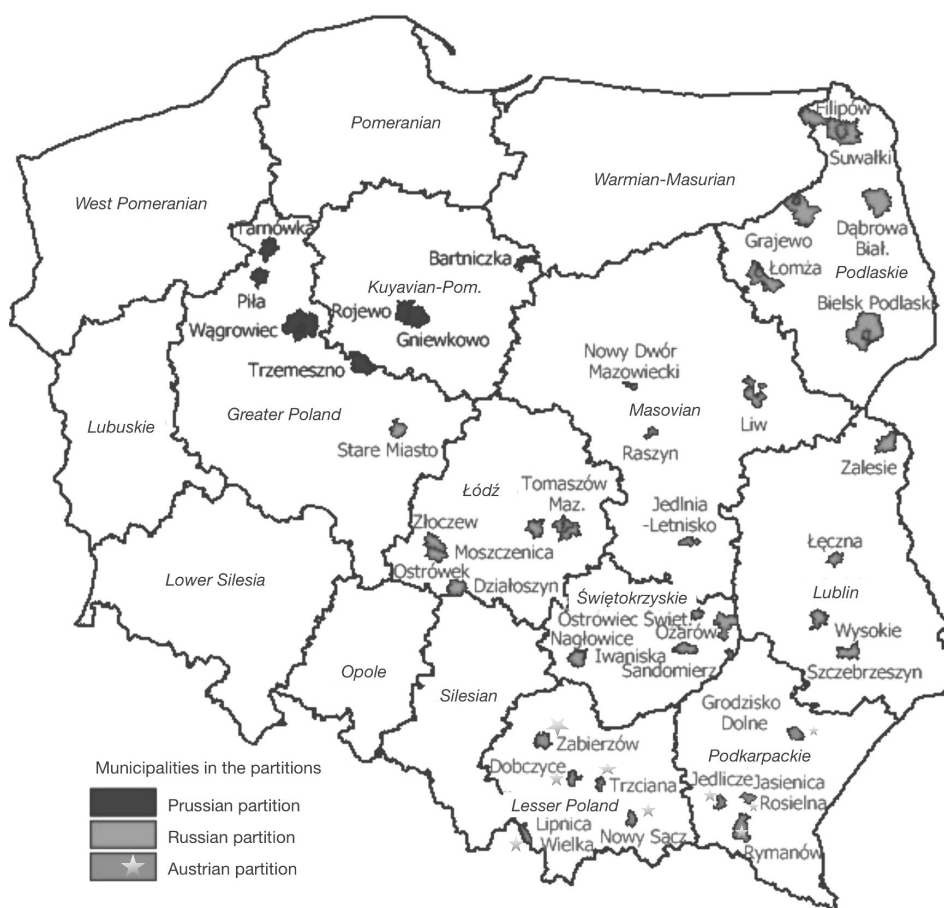 Pomeranian
Filipów
Suwałki
Warmian-Masurian
West Pomeranian
Tarnówka
Grajewo
Dąbrowa
Biał.
Bartniczka
Łomża
Podlaskie
Piła
Kuyavian-Pom.
Rojewo
Bielsk Podlaski
Wągrowiec
Gniewkowo
Nowy Dwór
Mazowiecki
Trzemeszno
Greater Poland
Masovian
Liw
Lubuskie
Stare Miasto
Raszyn
Zalesie
Łódź
Tomaszów
Maz.
Jedlnia
-Letnisko
Złoczew
Moszczenica
Łęczna
Ostrówek
Działoszyn
Lower Silesia
Świętokrzyskie
Lublin
Ostrowiec Święt.
Ożarów
Nagłowice
Iwaniska
Sandomierz
Wysokie
Szczebrzeszyn
Opole
Silesian
Grodzisko
Dolne
Zabierzów
Podkarpackie
Dobczyce
Trzciana
Jedlicze
Jasienica
Rosielna
Lesser Poland
Lipnica
Wielka
Nowy Sącz
Rymanów
Municipalities in the partitions
Prussian partition
Russian partition
Austrian partition